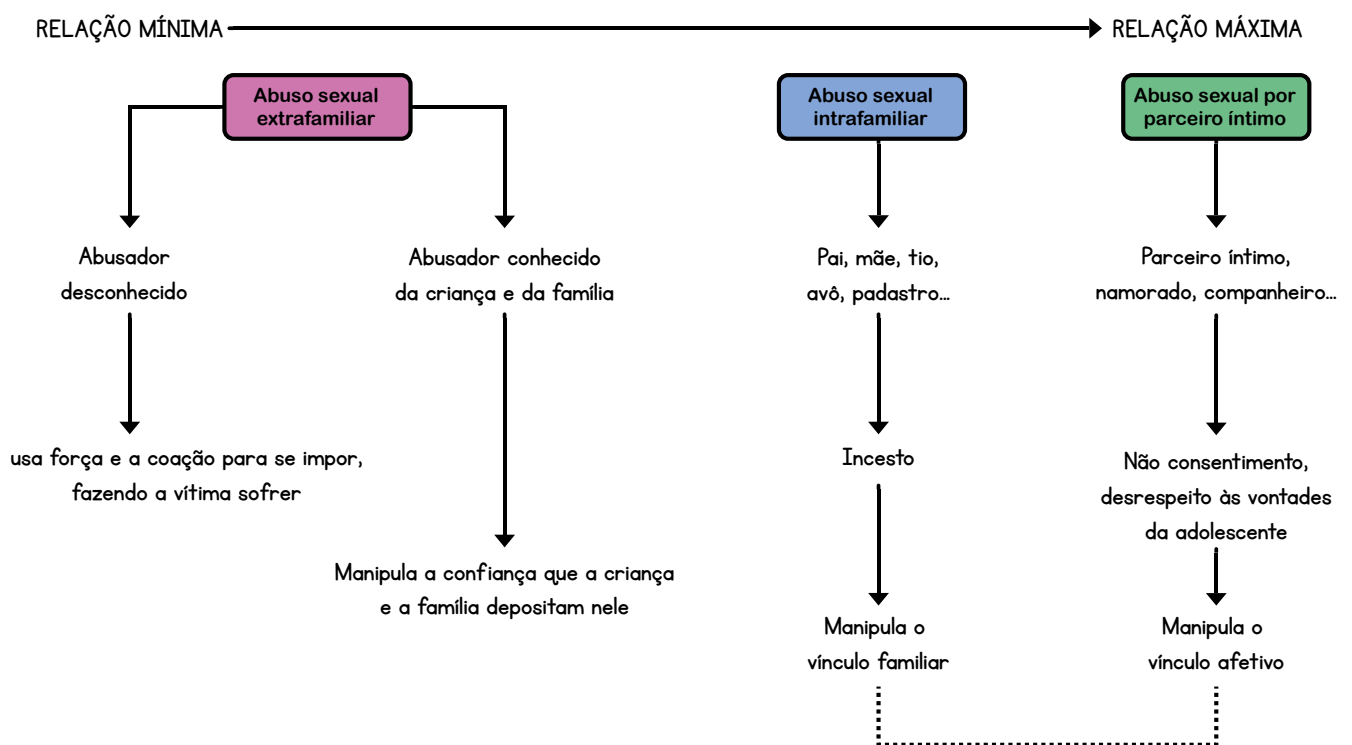 RELAÇÃO MÍNIMA
RELAÇÃO MÁXIMA
Abuso sexual
extrafamiliar
Abusador
desconhecido
usa força e a coação para se impor,
fazendo a vítima sofrer
Abusador conhecido
da criança e da família
Manipula a confiança que a criança
e a família depositam nele
Abuso sexual
intrafamiliar
Pai, mãe, tio,
avô, padastro...
Incesto
Manipula o
vínculo familiar
Abuso sexual por
parceiro íntimo
Parceiro íntimo,
namorado, companheiro...
Não consentimento,
desrespeito às vontades
da adolescente
Manipula o
vínculo afetivo